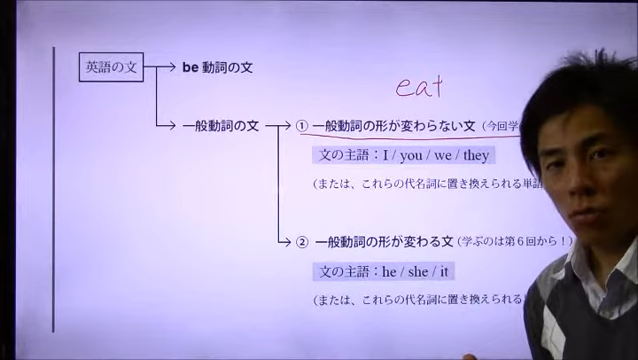 英語の文
be 動詞の文
eat
一般動詞の文
① 一般動詞の形が変わらない文（今回学
文の主語：I / you / we / they
（または、これらの代名詞に置き換えられる単語
② 一般動詞の形が変わる文（学ぶのは第６回から！）
文の主語：he / she / it
（または、これらの代名詞に置き換えられる